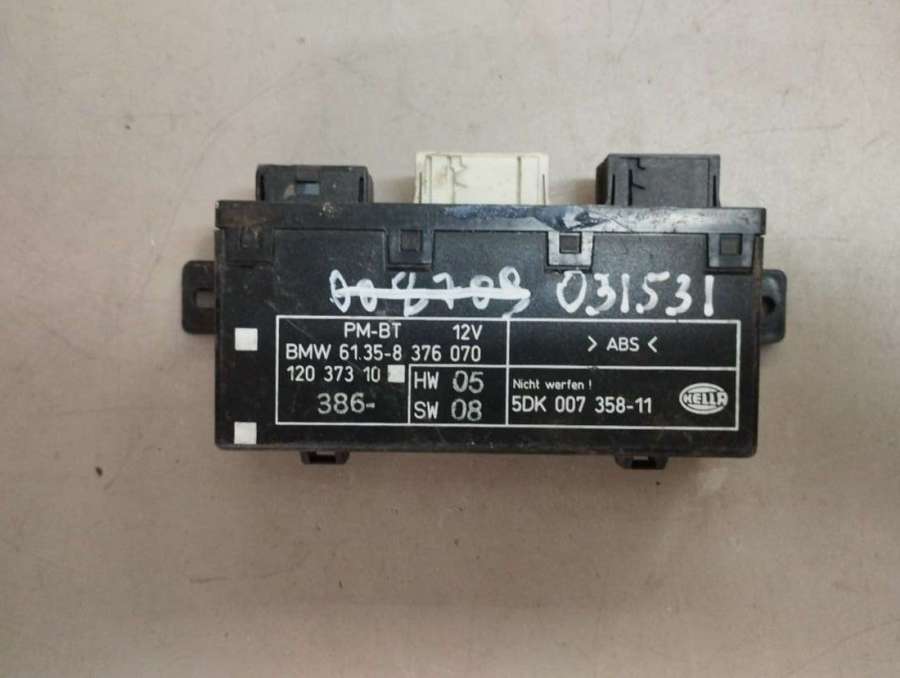 008708 031531
PM-BT 12V
BMW 61.35-8 376 070
120 373 10
386-
HW 05
SW 08
> ABS <
Nicht werfen !
5DK 007 358-11
HELLA